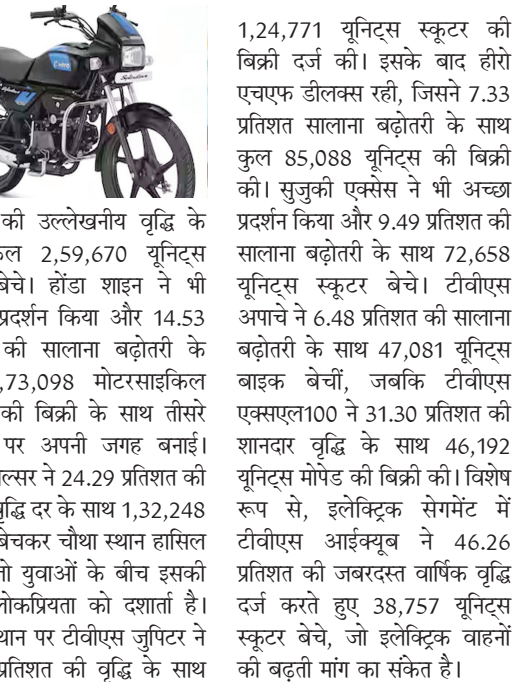 की उल्लेखनीय वृद्धि के
2,59,670 यूनिट्स
बेचे। होंडा शाइन ने भी
प्रदर्शन किया और 14.53
की सालाना बढ़ोतरी के
,73,098 मोटरसाइकिल
की बिक्री के साथ तीसरे
पर अपनी जगह बनाई।
ल्सर ने 24.29 प्रतिशत की
वृद्धि दर के साथ 1,32,248
बेचकर चौथा स्थान हासिल
युवाओं के बीच इसकी
लोकप्रियता को दशार्ता है।
पर टीवीएस जुपिटर ने
प्रतिशत की वृद्धि के साथ
1,24,771 यूनिट्स स्कूटर की
बिक्री दर्ज की। इसके बाद हीरो
एचएफ डीलक्स रही, जिसने 7.33
प्रतिशत सालाना बढ़ोतरी के साथ
कुल 85,088 यूनिट्स की बिक्री
की। सुजुकी एक्सेस ने भी अच्छा
प्रदर्शन किया और 9.49 प्रतिशत की
सालाना बढ़ोतरी के साथ 72,658
यूनिट्स स्कूटर बेचे। टीवीएस
अपाचे ने 6.48 प्रतिशत की सालाना
बढ़ोतरी के साथ 47,081 यूनिट्स
बाइक बेचीं, जबकि टीवीएस
एक्सएल100 ने 31.30 प्रतिशत की
शानदार वृद्धि के साथ 46,192
यूनिट्स मोपेड की बिक्री की। विशेष
रूप से, इलेक्ट्रिक सेगमेंट में
टीवीएस आईक्यूब ने 46.26
प्रतिशत की जबरदस्त वार्षिक वृद्धि
दर्ज करते हुए 38,757 यूनिट्स
स्कूटर बेचे, जो इलेक्ट्रिक वाहनों
की बढ़ती मांग का संकेत है।